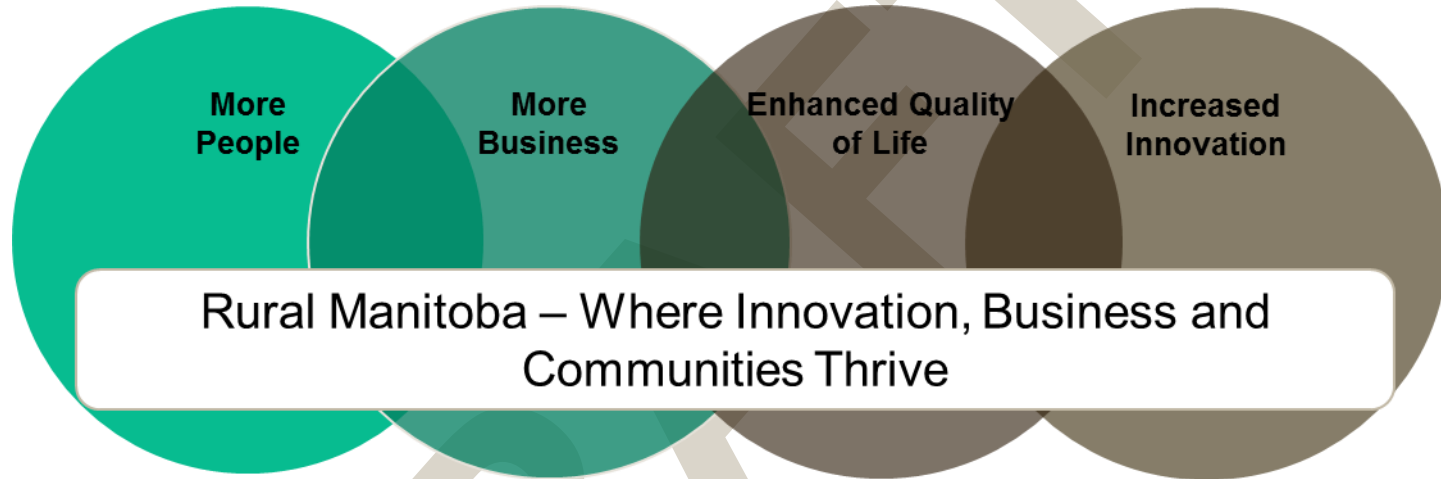 More
People
More
Business
Enhanced Quality
of Life
Increased
Innovation
Rural Manitoba – Where Innovation, Business and
Communities Thrive